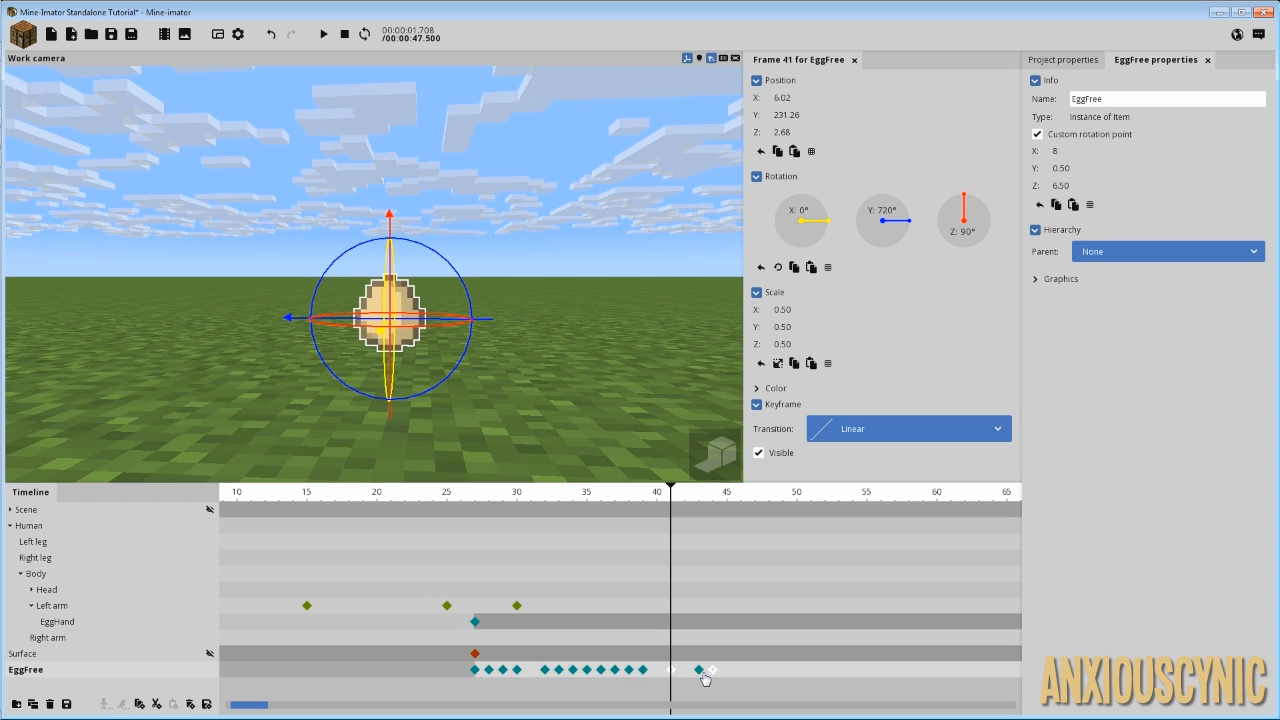 Mine-Imator Standalone Tutorial* - Mine-imator
00:00:01.708
/00:00:47.500
Work camera
Frame 41 for EggFree
Position
X: 6.02
Y: 231.26
Z: 2.68
Rotation
X: 0°
Y: 720°
Z: 90°
Scale
X: 0.50
Y: 0.50
Z: 0.50
Color
Keyframe
Transition: Linear
Visible
Project properties EggFree properties
Info
Name: EggFree
Type: Instance of Item
Custom rotation point
X: 8
Y: 0.50
Z: 6.50
Hierarchy
Parent: None
Graphics
Timeline
10 15 20 25 30 35 40 45 50 55 60 65
Scene
Human
Left leg
Right leg
Body
Head
Left arm
EggHand
Right arm
Surface
EggFree
ANXIOUSCYNIC